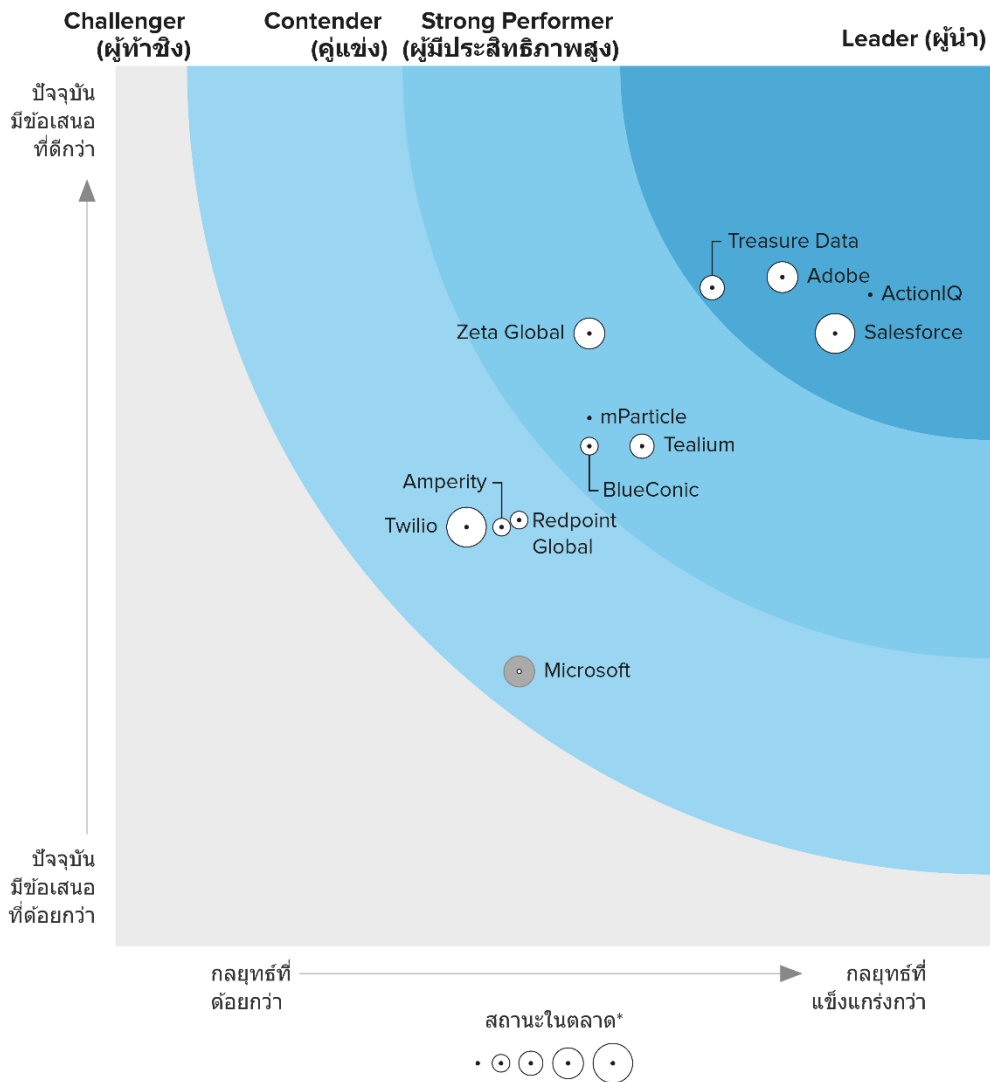 Challenger
(ผู้ท้าชิง)
Contender
(คู่แข่ง)
Strong Performer
(ผู้มีประสิทธิภาพสูง)
Leader (ผู้นำ)
ปัจจุบัน
มีข้อเสนอ
ที่ดีกว่า
Treasure Data
Adobe
ActionIQ
Zeta Global
Salesforce
mParticle
Tealium
BlueConic
Amperity
Twilio
Redpoint
Global
Microsoft
ปัจจุบัน
มีข้อเสนอ
ที่ด้อยกว่า
กลยุทธ์ที่
ด้อยกว่า
กลยุทธ์ที่
แข็งแกร่งกว่า
สถานะในตลาด*